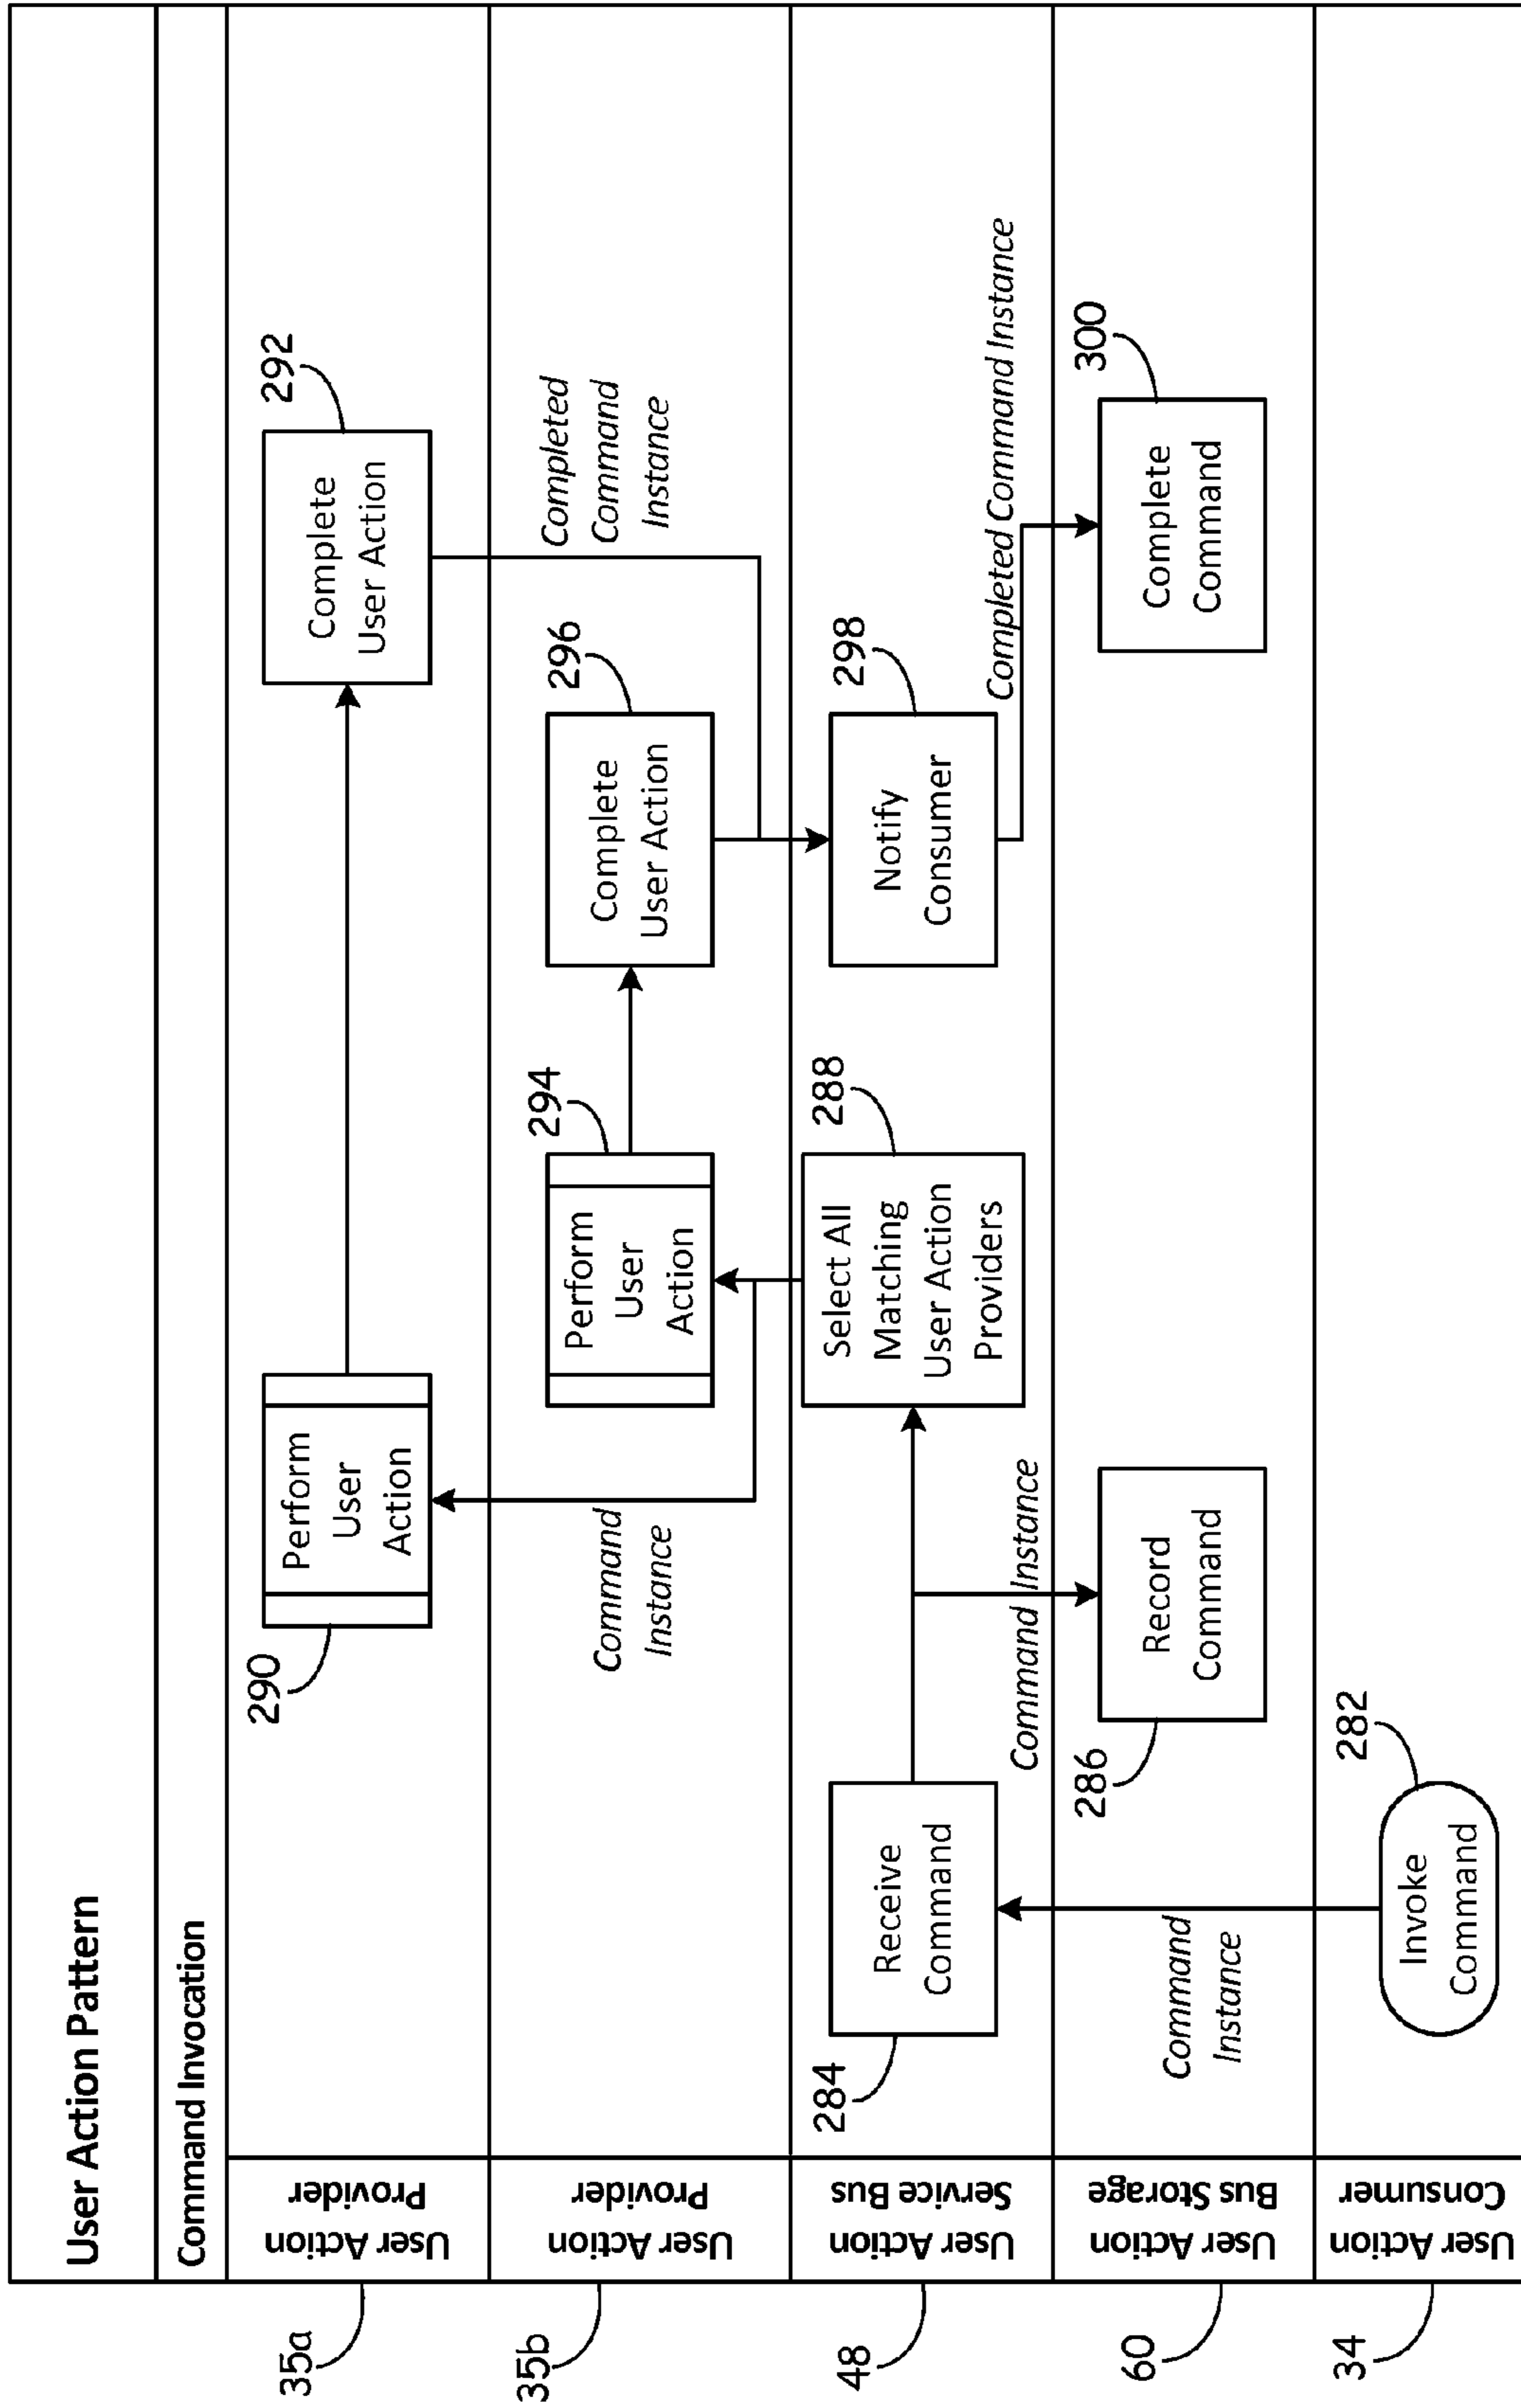 User Action Pattern
Command Invocation
35a
User Action
Provider
290
Perform
User
Action
292
Complete
User Action
35b
User Action
Provider
Command
Instance
294
Perform
User
Action
296
Complete
User Action
Completed
Command
Instance
48
User Action
Service Bus
284
Receive
Command
Command Instance
288
Select All
Matching
User Action
Providers
298
Notify
Consumer
Completed Command Instance
60
User Action
Bus Storage
Command
Instance
286
Record
Command
300
Complete
Command
34
User Action
Consumer
282
Invoke
Command